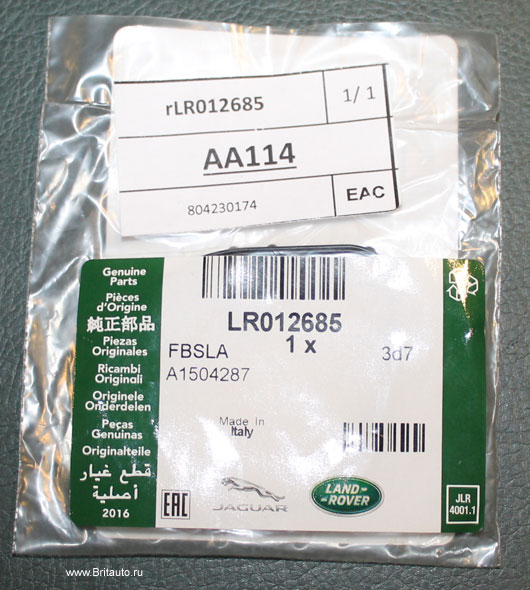 rLR012685
1/ 1
AA114
804230174
EAC
Genuine
Parts
Pièces
d'Origine
純正部品
Piezas
Originales
Ricambi
Originali
Originele
Onderdelen
Peças
Genuinas
Originalteile
قطع غيار
أصلية
2016
LR012685
1 x
FBSLA
3d7
A1504287
Made In
Italy
EAC
JAGUAR
LAND-
-ROVER
JLR
4001.1
www.Britauto.ru